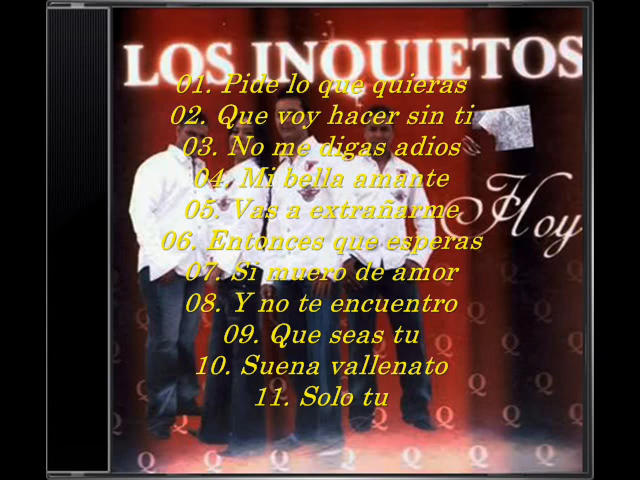 LOS INQUIETOS
01. Pide lo que quieras
02. Que voy hacer sin ti
03. No me digas adios
04. Mi bella amante
05. Vas a extrañarme
Hoy
06. Entonces que esperas
07. Si muero de amor
08. Y no te encuentro
09. Que seas tu
10. Suena vallenato
11. Solo tu